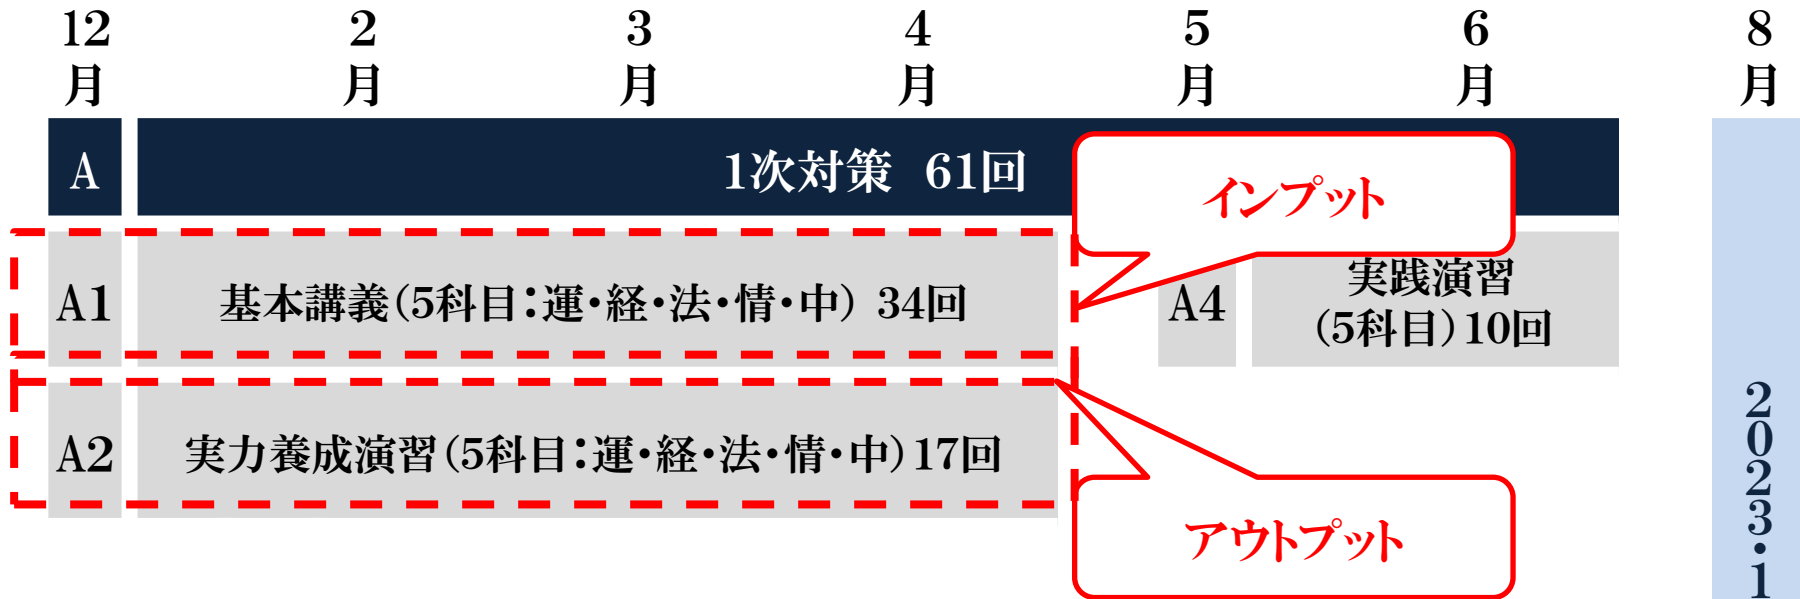 12月 2月 3月 4月 5月 6月 8月
A 1次対策 61回
インプット
A1 基本講義(5科目:運・経・法・情・中) 34回
A4 実践演習
(5科目)10回
A2 実力養成演習(5科目:運・経・法・情・中)17回
アウトプット
2023・1